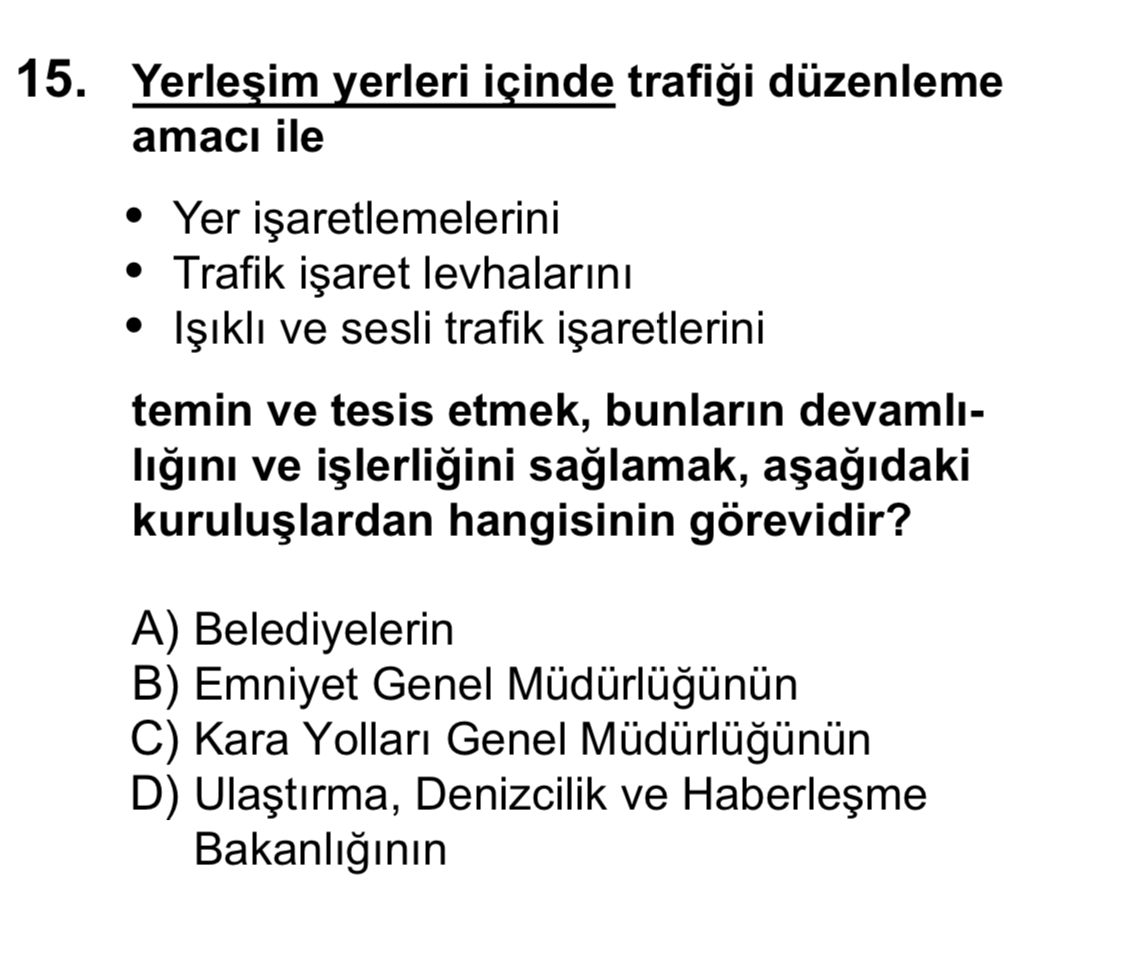 15. Yerleşim yerleri içinde trafiği düzenleme
amacı ile
• Yer işaretlemelerini
• Trafik işaret levhalarını
• Işıklı ve sesli trafik işaretlerini
temin ve tesis etmek, bunların devamlı-
lığını ve işlerliğini sağlamak, aşağıdaki
kuruluşlardan hangisinin görevidir?
A) Belediyelerin
B) Emniyet Genel Müdürlüğünün
C) Kara Yolları Genel Müdürlüğünün
D) Ulaştırma, Denizcilik ve Haberleşme
Bakanlığının